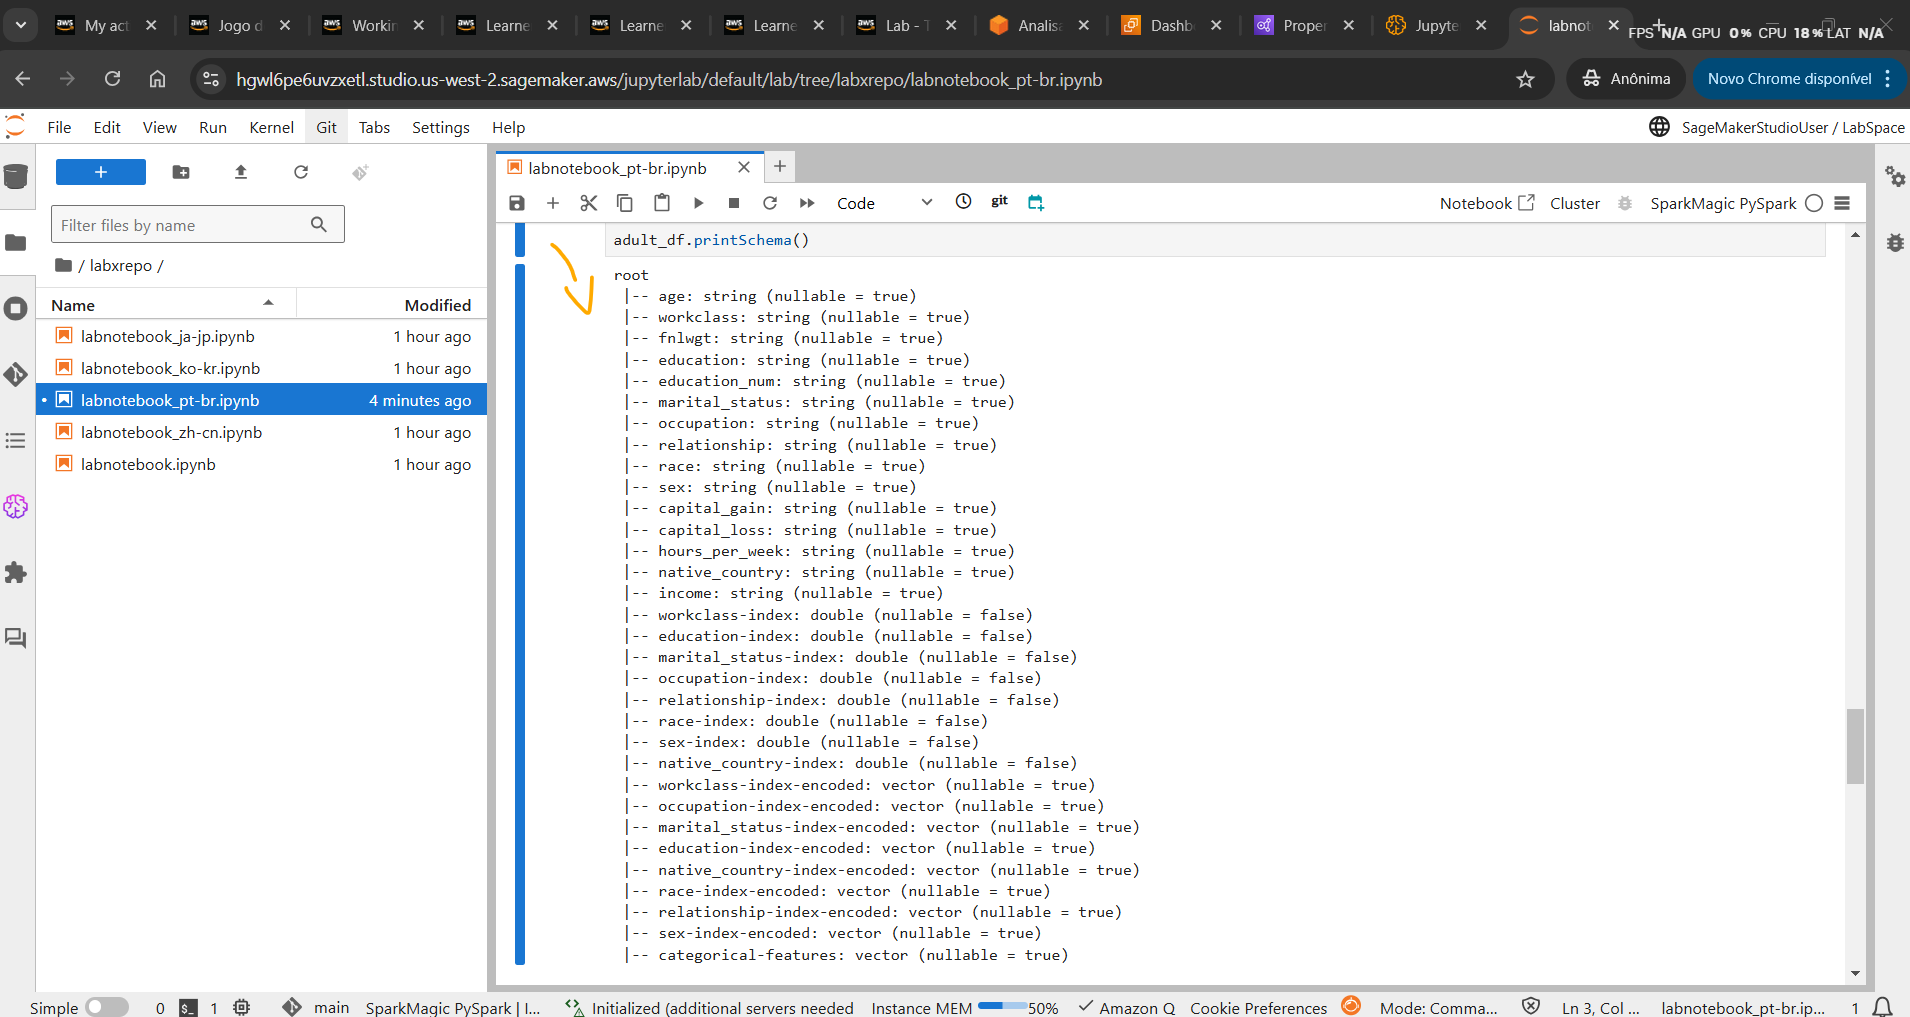 My act
Jogo d
Workin
Learne
Learne
Learne
Lab - T
Analisa
Dashb
Proper
Jupyte
labnot
FPS N/A GPU 0% CPU 18% LAT N/A
hgwl6pe6uvzxetl.studio.us-west-2.sagemaker.aws/jupyterlab/default/lab/tree/labxrepo/labnotebook_pt-br.ipynb
Anônima
Novo Chrome disponível
File Edit View Run Kernel Git Tabs Settings Help
SageMakerStudioUser / LabSpace
labnotebook_pt-br.ipynb
Code
git
Notebook
Cluster
SparkMagic PySpark
Filter files by name
/ labxrepo /
Name Modified
labnotebook_ja-jp.ipynb 1 hour ago
labnotebook_ko-kr.ipynb 1 hour ago
labnotebook_pt-br.ipynb 4 minutes ago
labnotebook_zh-cn.ipynb 1 hour ago
labnotebook.ipynb 1 hour ago
adult_df.printSchema()
root
|-- age: string (nullable = true)
|-- workclass: string (nullable = true)
|-- fnlwgt: string (nullable = true)
|-- education: string (nullable = true)
|-- education_num: string (nullable = true)
|-- marital_status: string (nullable = true)
|-- occupation: string (nullable = true)
|-- relationship: string (nullable = true)
|-- race: string (nullable = true)
|-- sex: string (nullable = true)
|-- capital_gain: string (nullable = true)
|-- capital_loss: string (nullable = true)
|-- hours_per_week: string (nullable = true)
|-- native_country: string (nullable = true)
|-- income: string (nullable = true)
|-- workclass-index: double (nullable = false)
|-- education-index: double (nullable = false)
|-- marital_status-index: double (nullable = false)
|-- occupation-index: double (nullable = false)
|-- relationship-index: double (nullable = false)
|-- race-index: double (nullable = false)
|-- sex-index: double (nullable = false)
|-- native_country-index: double (nullable = false)
|-- workclass-index-encoded: vector (nullable = true)
|-- occupation-index-encoded: vector (nullable = true)
|-- marital_status-index-encoded: vector (nullable = true)
|-- education-index-encoded: vector (nullable = true)
|-- native_country-index-encoded: vector (nullable = true)
|-- race-index-encoded: vector (nullable = true)
|-- relationship-index-encoded: vector (nullable = true)
|-- sex-index-encoded: vector (nullable = true)
|-- categorical-features: vector (nullable = true)
Simple 0 1 main SparkMagic PySpark | I... Initialized (additional servers needed Instance MEM 50% Amazon Q Cookie Preferences Mode: Comma... Ln 3, Col ... labnotebook_pt-br.ip... 1